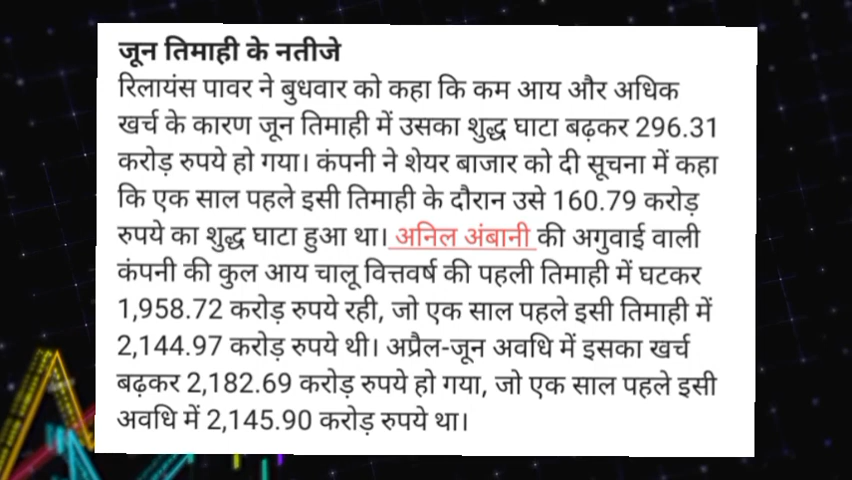 जून तिमाही के नतीजे
रिलायंस पावर ने बुधवार को कहा कि कम आय और अधिक
खर्च के कारण जून तिमाही में उसका शुद्ध घाटा बढ़कर 296.31
करोड़ रुपये हो गया। कंपनी ने शेयर बाजार को दी सूचना में कहा
कि एक साल पहले इसी तिमाही के दौरान उसे 160.79 करोड़
रुपये का शुद्ध घाटा हुआ था। अनिल अंबानी की अगुवाई वाली
कंपनी की कुल आय चालू वित्तवर्ष की पहली तिमाही में घटकर
1,958.72 करोड़ रुपये रही, जो एक साल पहले इसी तिमाही में
2,144.97 करोड़ रुपये थी। अप्रैल-जून अवधि में इसका खर्च
बढ़कर 2,182.69 करोड़ रुपये हो गया, जो एक साल पहले इसी
अवधि में 2,145.90 करोड़ रुपये था।